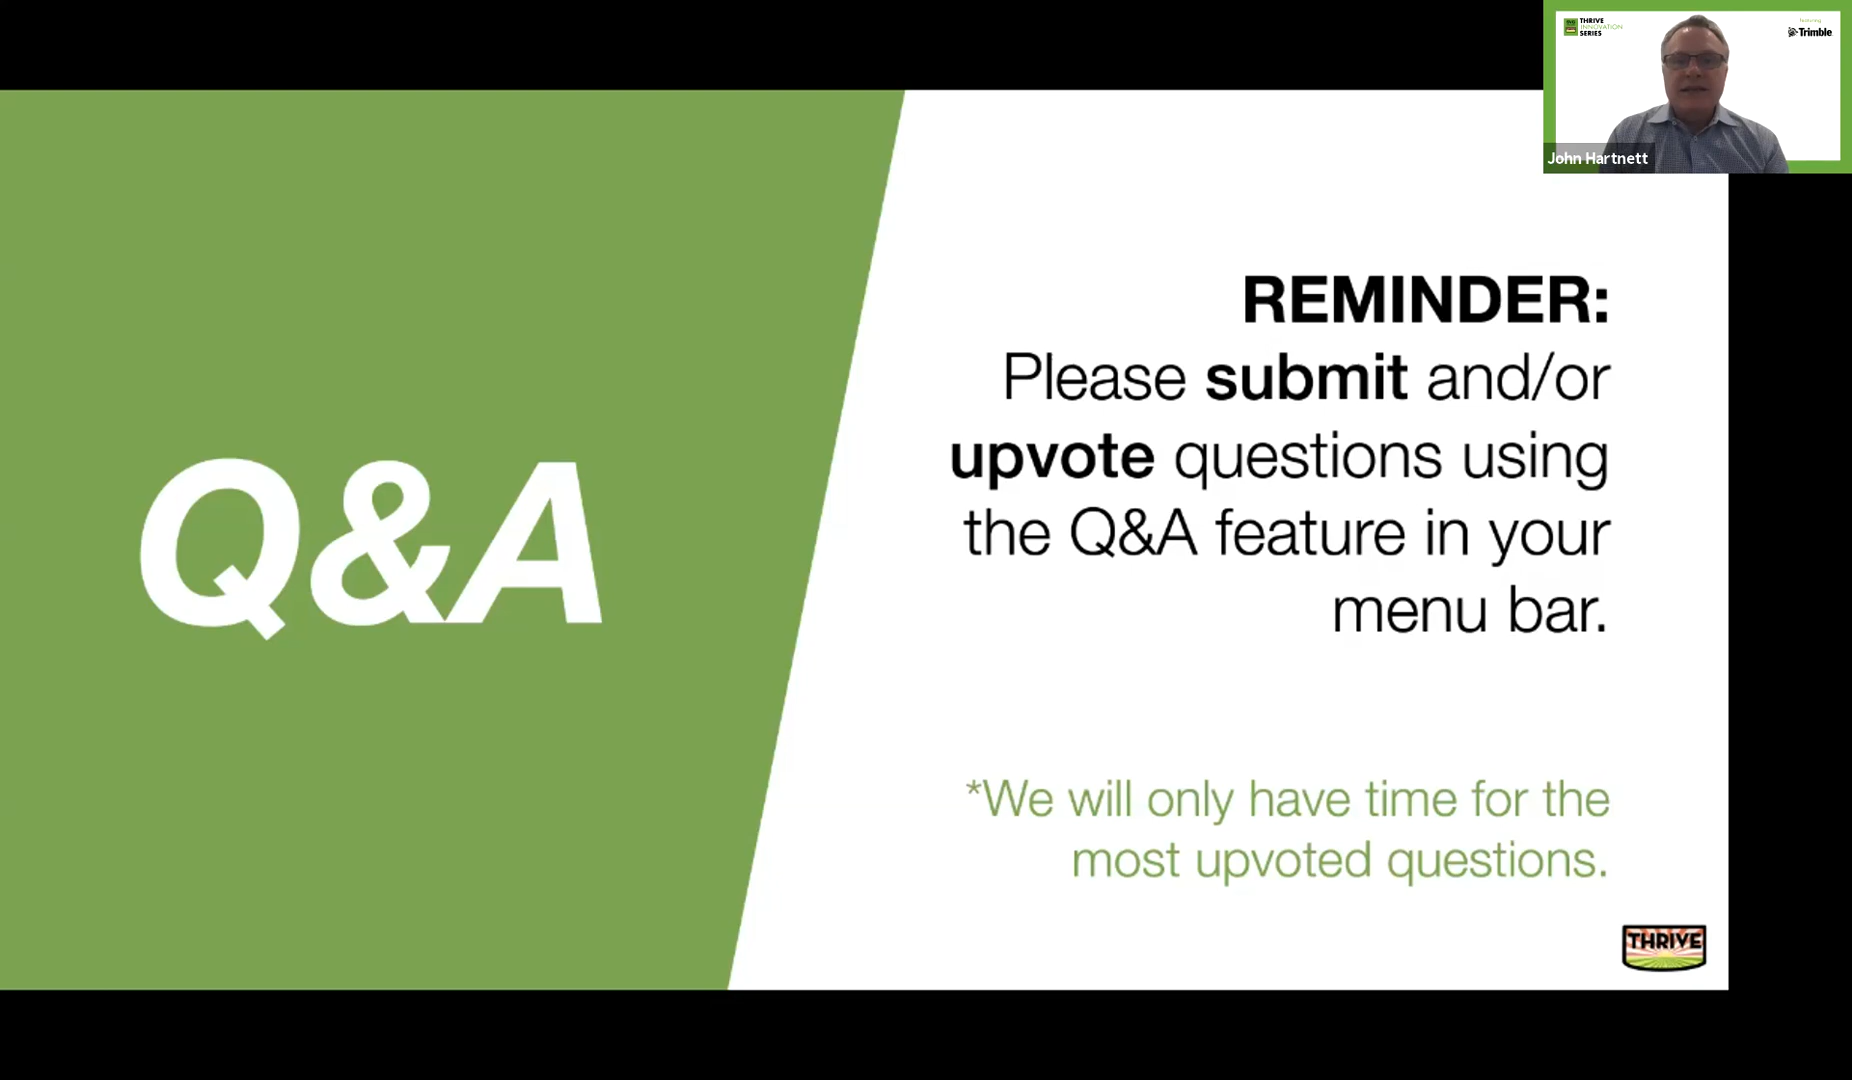 THRIVE
INNOVATION
SERIES
featuring
Trimble
John Hartnett
Q&A
REMINDER:
Please submit and/or
upvote questions using
the Q&A feature in your
menu bar.
*We will only have time for the
most upvoted questions.
THRIVE